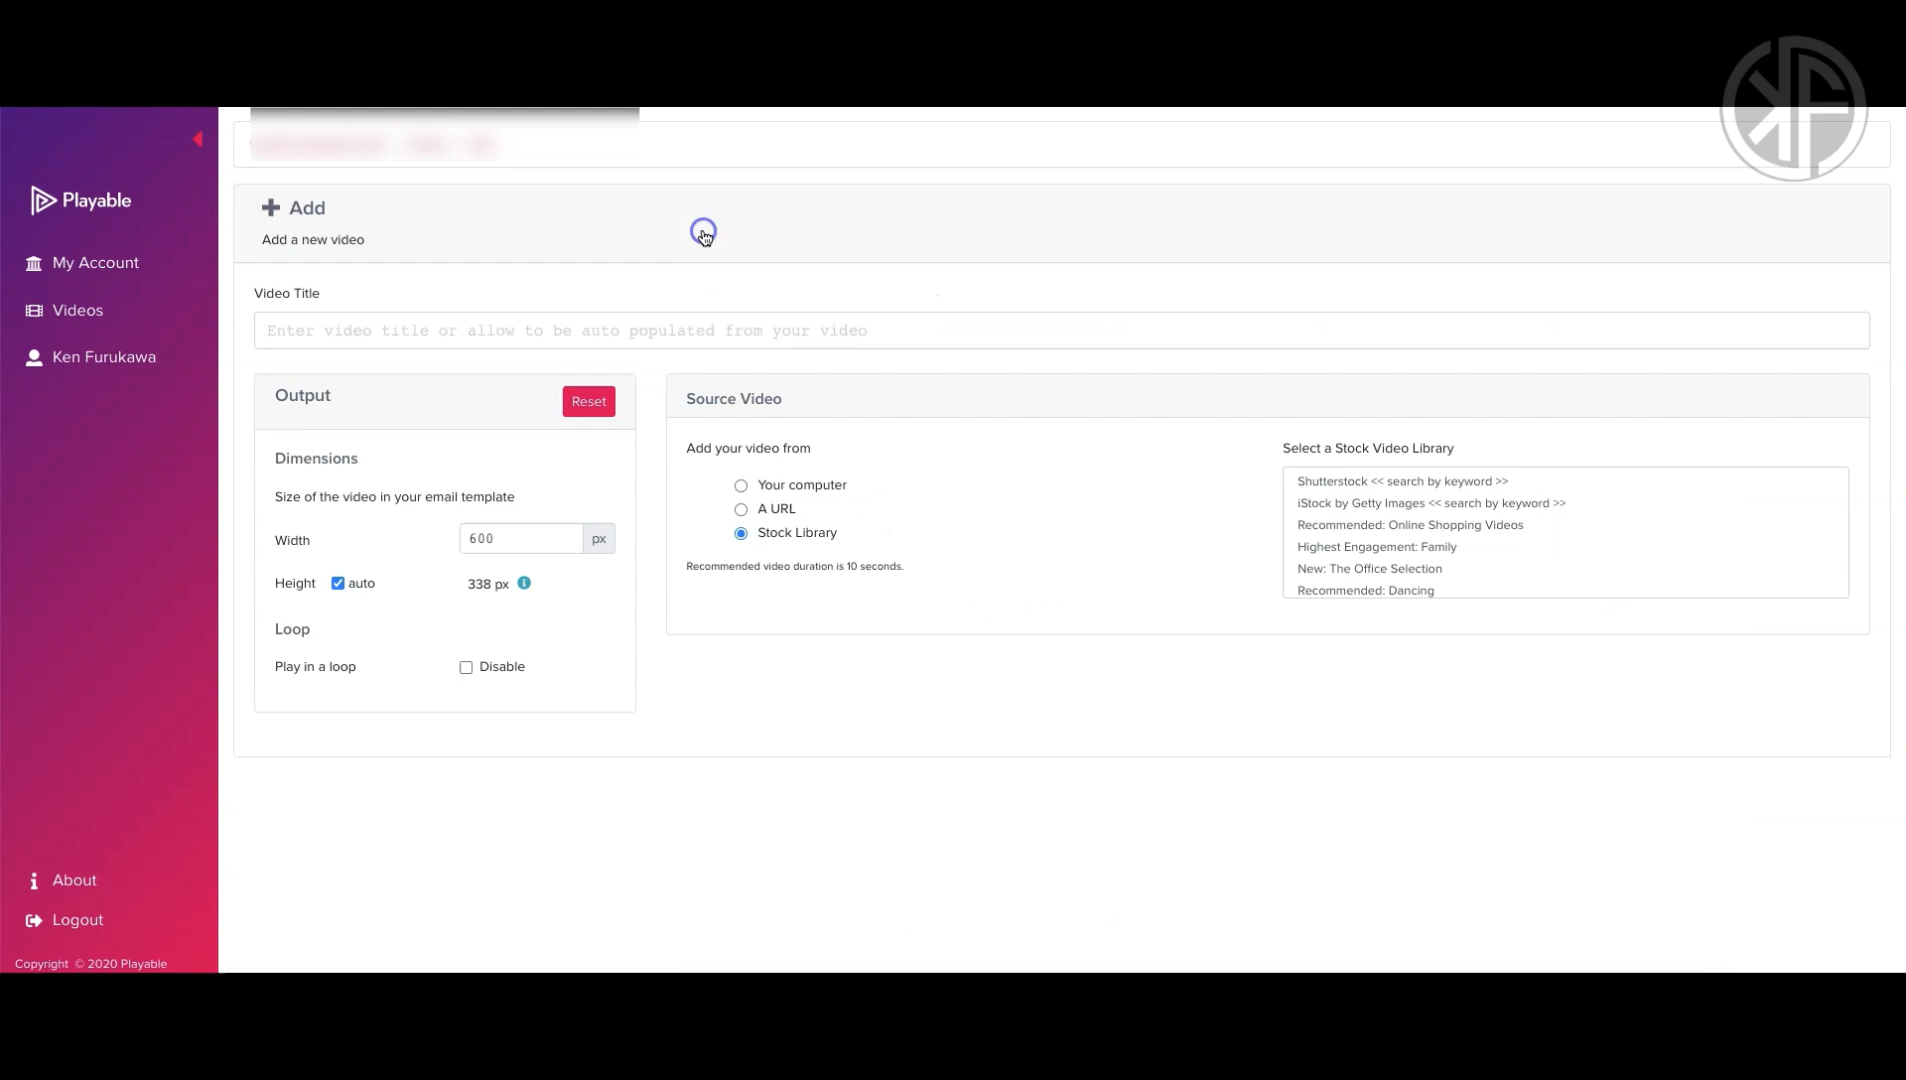 Playable
My Account
Videos
Ken Furukawa
About
Logout
Copyright © 2020 Playable
Add
Add a new video
Video Title
Enter video title or allow to be auto populated from your video
Output
Reset
Dimensions
Size of the video in your email template
Width
600
px
Height
auto
338 px
Loop
Play in a loop
Disable
Source Video
Add your video from
Your computer
A URL
Stock Library
Recommended video duration is 10 seconds.
Select a Stock Video Library
Shutterstock << search by keyword >>
iStock by Getty Images << search by keyword >>
Recommended: Online Shopping Videos
Highest Engagement: Family
New: The Office Selection
Recommended: Dancing
KF